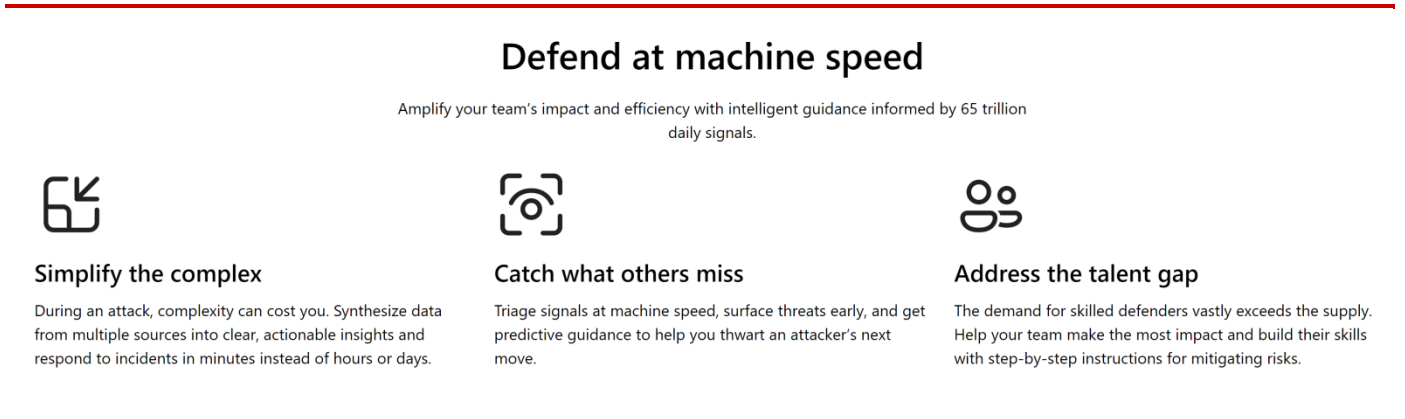 Defend at machine speed
Amplify your team’s impact and efficiency with intelligent guidance informed by 65 trillion
daily signals.
Simplify the complex
During an attack, complexity can cost you. Synthesize data
from multiple sources into clear, actionable insights and
respond to incidents in minutes instead of hours or days.
Catch what others miss
Triage signals at machine speed, surface threats early, and get
predictive guidance to help you thwart an attacker’s next
move.
Address the talent gap
The demand for skilled defenders vastly exceeds the supply.
Help your team make the most impact and build their skills
with step-by-step instructions for mitigating risks.